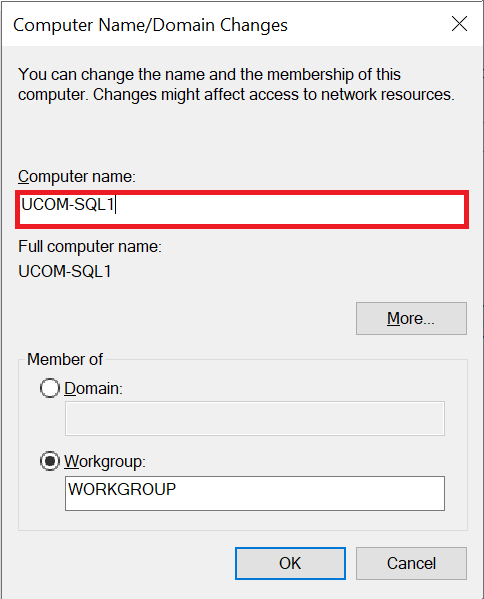 Computer Name/Domain Changes
You can change the name and the membership of this
computer. Changes might affect access to network resources.
Computer name:
UCOM-SQL1
Full computer name:
UCOM-SQL1
More...
Member of
Domain:
Workgroup:
WORKGROUP
OK Cancel